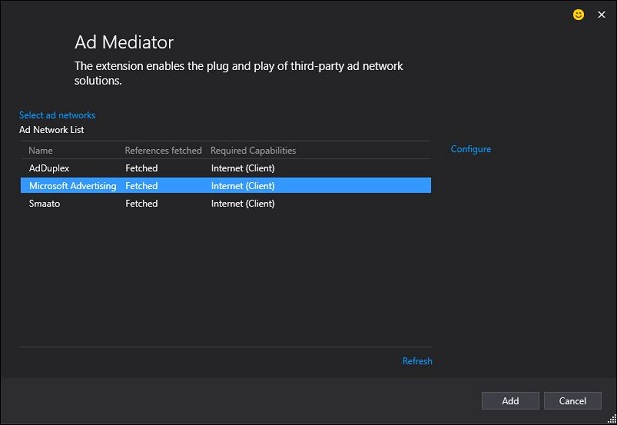 Ad Mediator
The extension enables the plug and play of third-party ad network
solutions.
Select ad networks
Ad Network List
Name References fetched Required Capabilities
Configure
AdDuplex Fetched Internet (Client)
Microsoft Advertising Fetched Internet (Client)
Smaato Fetched Internet (Client)
Refresh
Add Cancel